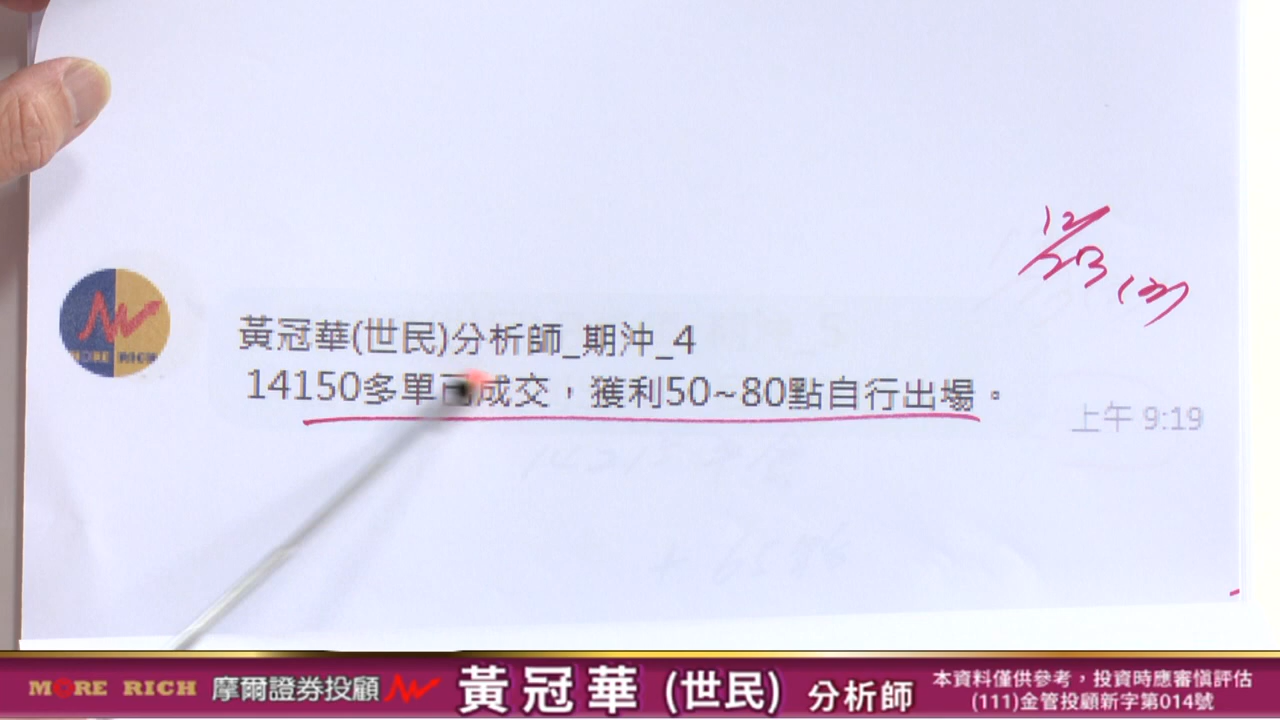 12/23 (五)
MORE RICH
黃冠華(世民)分析師_期沖_4
14150多單已成交，獲利50~80點自行出場。
上午 9:19
MORE RICH 摩爾證券投顧 黃冠華 (世民) 分析師
本資料僅供參考，投資時應審慎評估
(111)金管投顧新字第014號